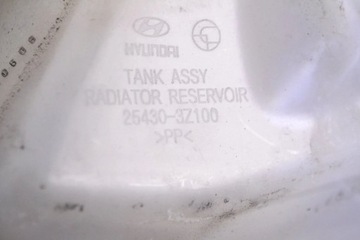 HYUNDAI
TANK ASSY
RADIATOR RESERVOIR
25430-3Z100
>PP<